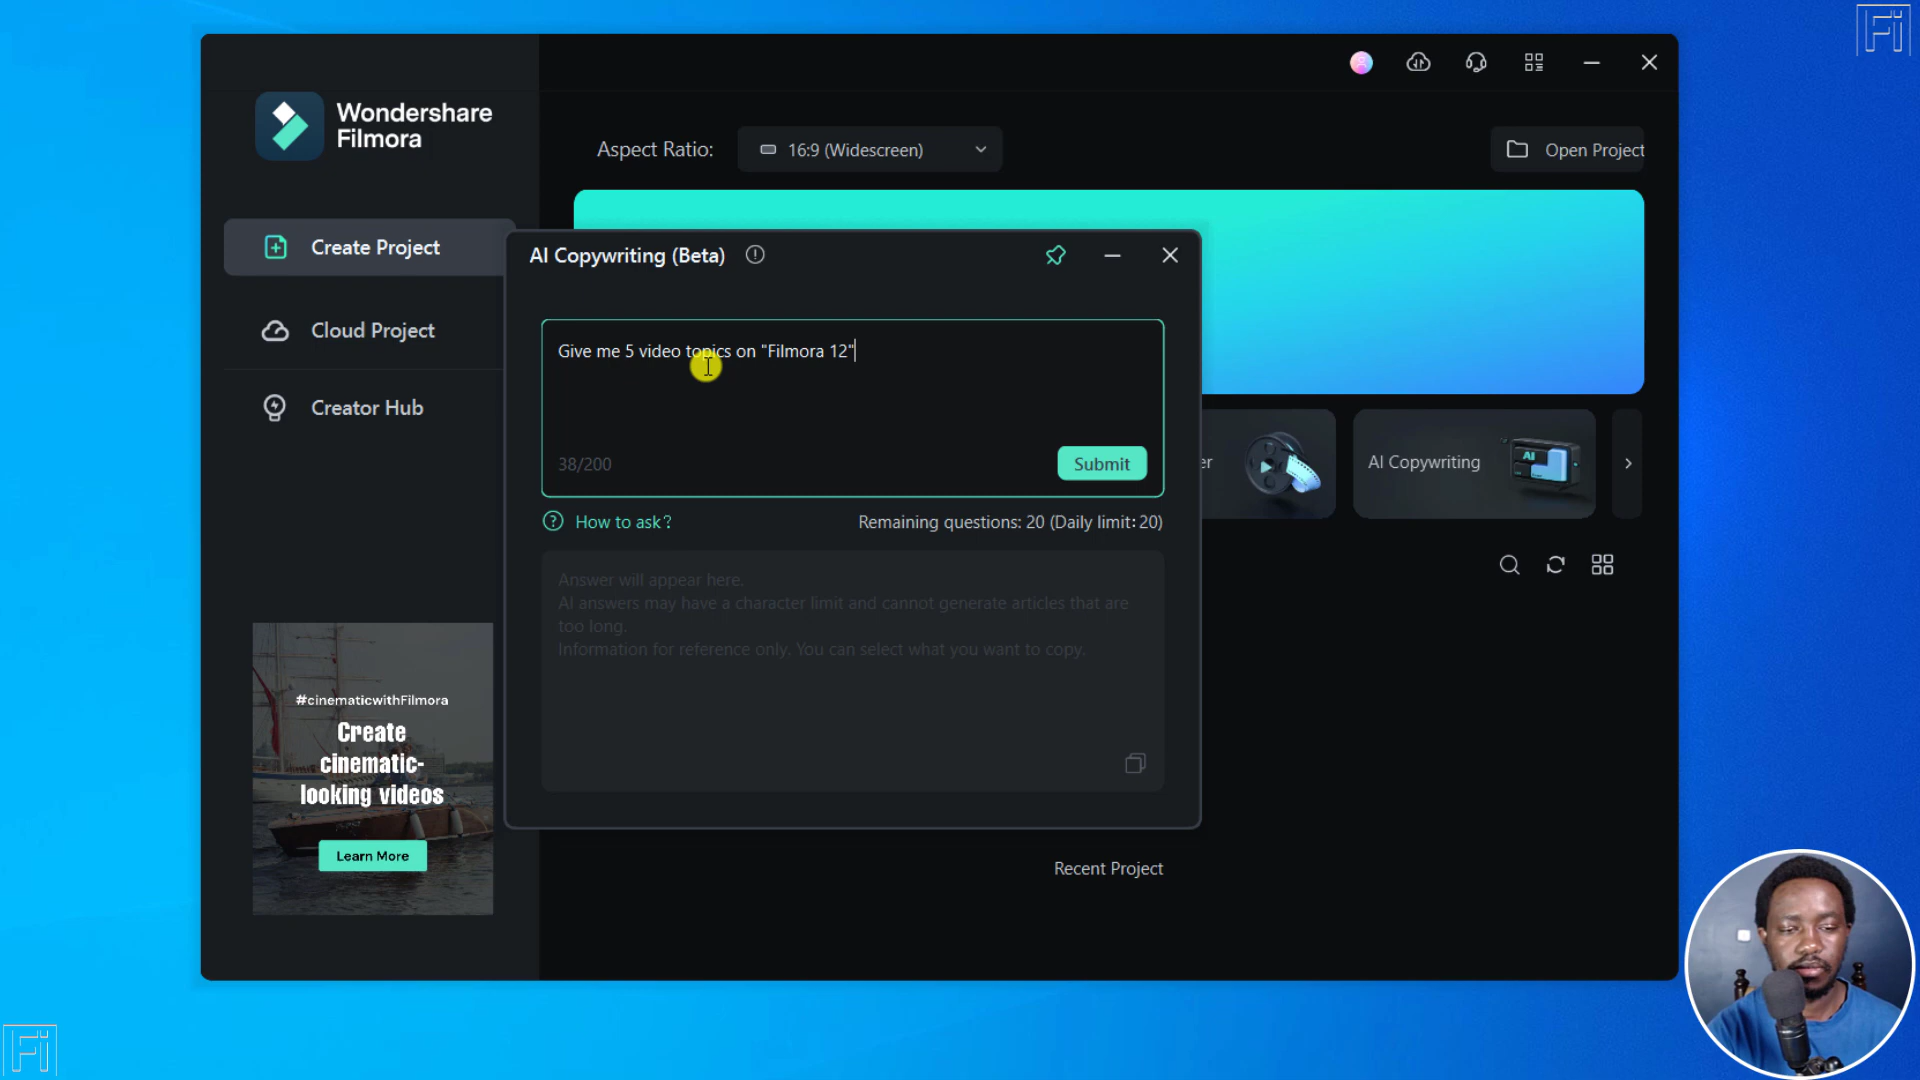 Fi
Wondershare
Filmora
Aspect Ratio:
16:9 (Widescreen)
Open Project
Create Project
Cloud Project
Creator Hub
AI Copywriting (Beta)
Give me 5 video topics on "Filmora 12"
38/200
Submit
How to ask?
Remaining questions: 20 (Daily limit: 20)
Answer will appear here.
AI answers may have a character limit and cannot generate articles that are
too long.
Information for reference only. You can select what you want to copy.
er
AI Copywriting
AI
#cinematicwithFilmora
Create
cinematic-
looking videos
Learn More
Recent Project
Fi